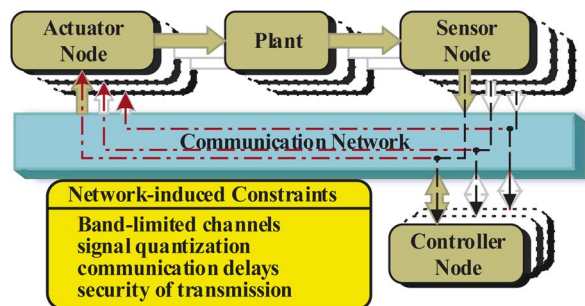 Actuator
Node
Plant
Sensor
Node
Communication Network
Network-induced Constraints
Band-limited channels
signal quantization
communication delays
security of transmission
Controller
Node